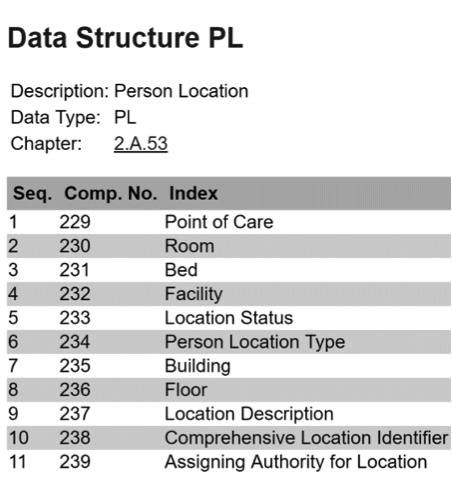 Data Structure PL
Description: Person Location
Data Type: PL
Chapter: 2.A.53
Seq. Comp. No. Index
1 229 Point of Care
2 230 Room
3 231 Bed
4 232 Facility
5 233 Location Status
6 234 Person Location Type
7 235 Building
8 236 Floor
9 237 Location Description
10 238 Comprehensive Location Identifier
11 239 Assigning Authority for Location